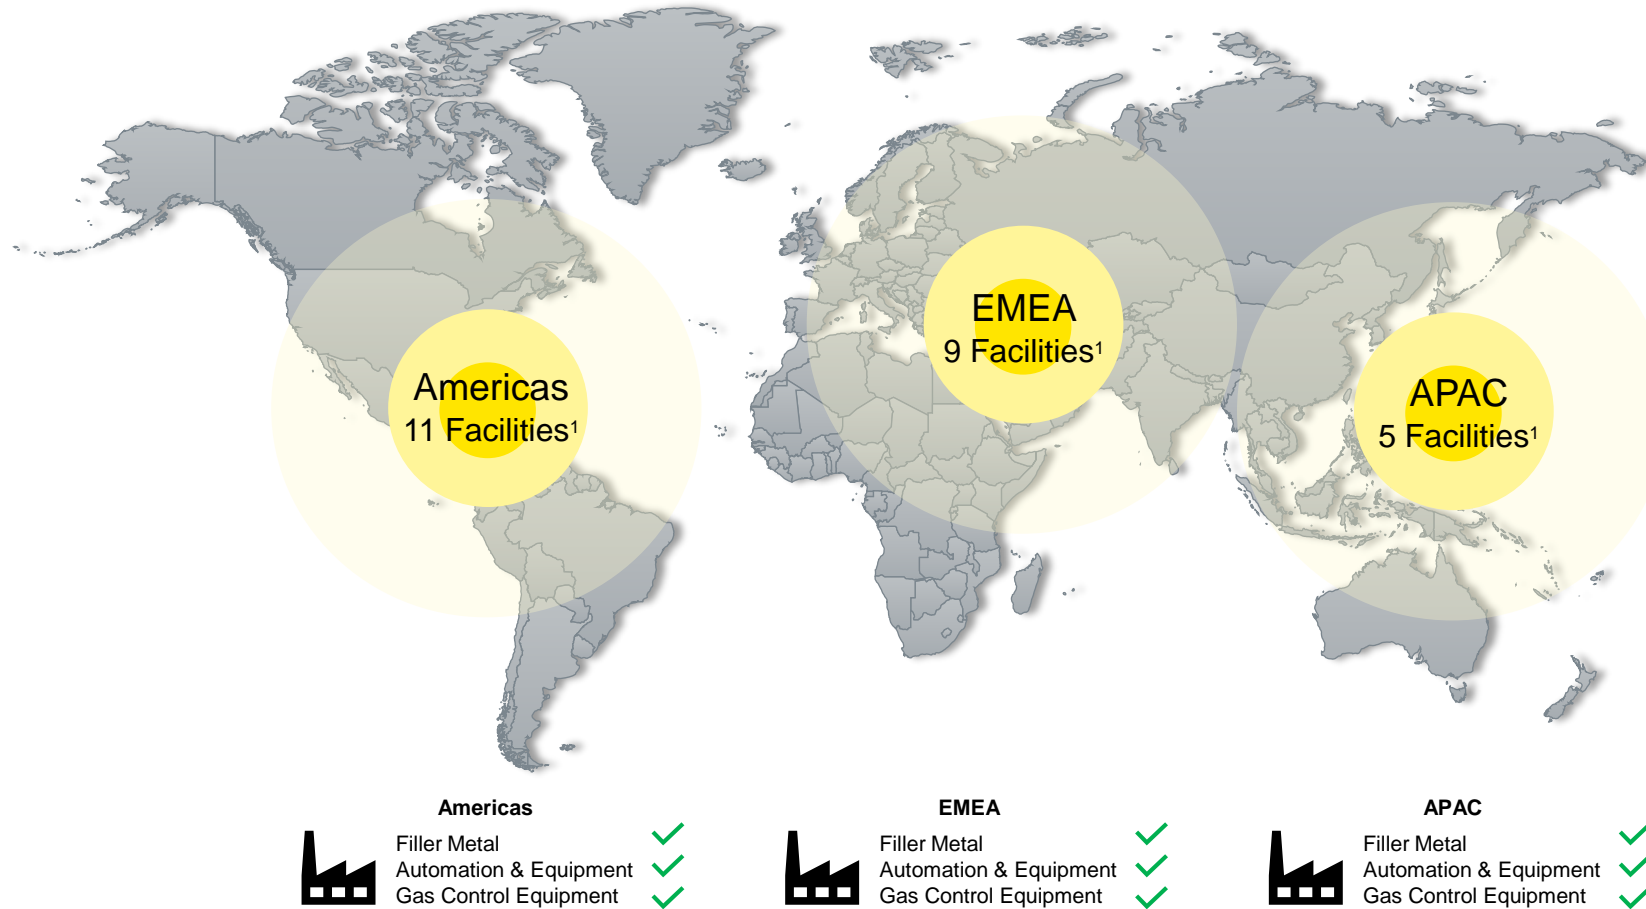 EMEA
9 Facilities¹
Americas
11 Facilities¹
APAC
5 Facilities¹
Americas
Filler Metal
Automation & Equipment
Gas Control Equipment
EMEA
Filler Metal
Automation & Equipment
Gas Control Equipment
APAC
Filler Metal
Automation & Equipment
Gas Control Equipment